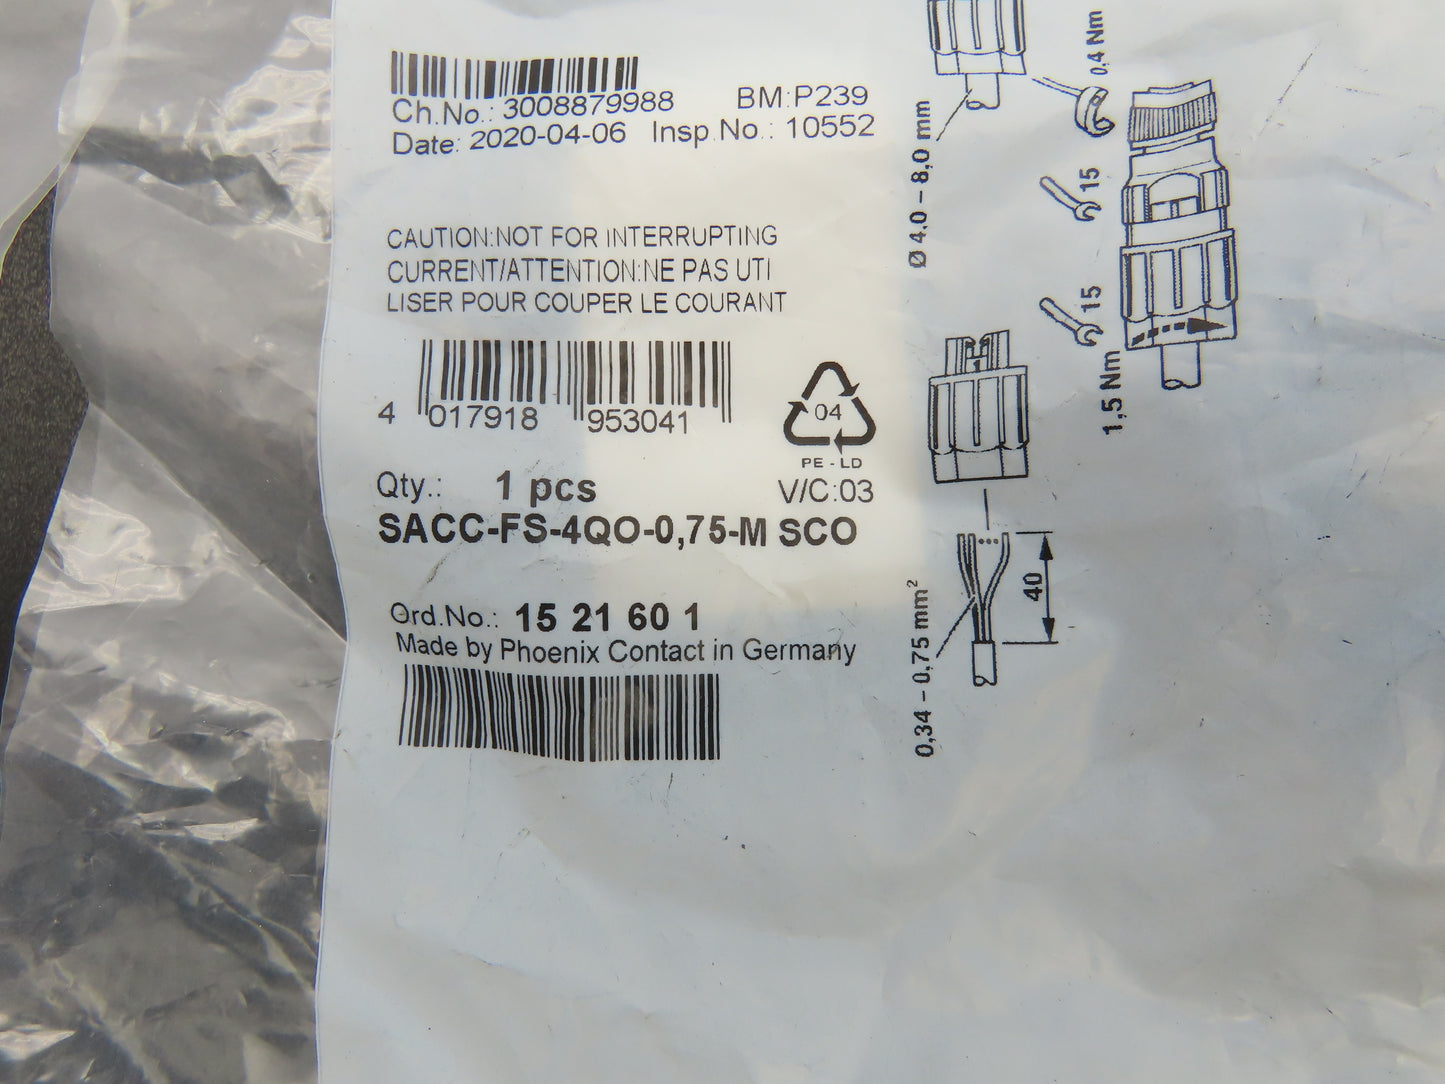 Ch.No.: 3008879988 BM:P239
Date: 2020-04-06 Insp.No.: 10552
CAUTION:NOT FOR INTERRUPTING
CURRENT/ATTENTION:NE PAS UTI
LISER POUR COUPER LE COURANT
4 017918 953041
04
PE-LD
Qty.: 1 pcs V/C:03
SACC-FS-4QO-0,75-M SCO
Ord.No.: 15 21 60 1
Made by Phoenix Contact in Germany
0,4 Nm
Ø 4,0 – 8,0 mm
15
15
1,5 Nm
1
40
0,34 – 0,75 mm²